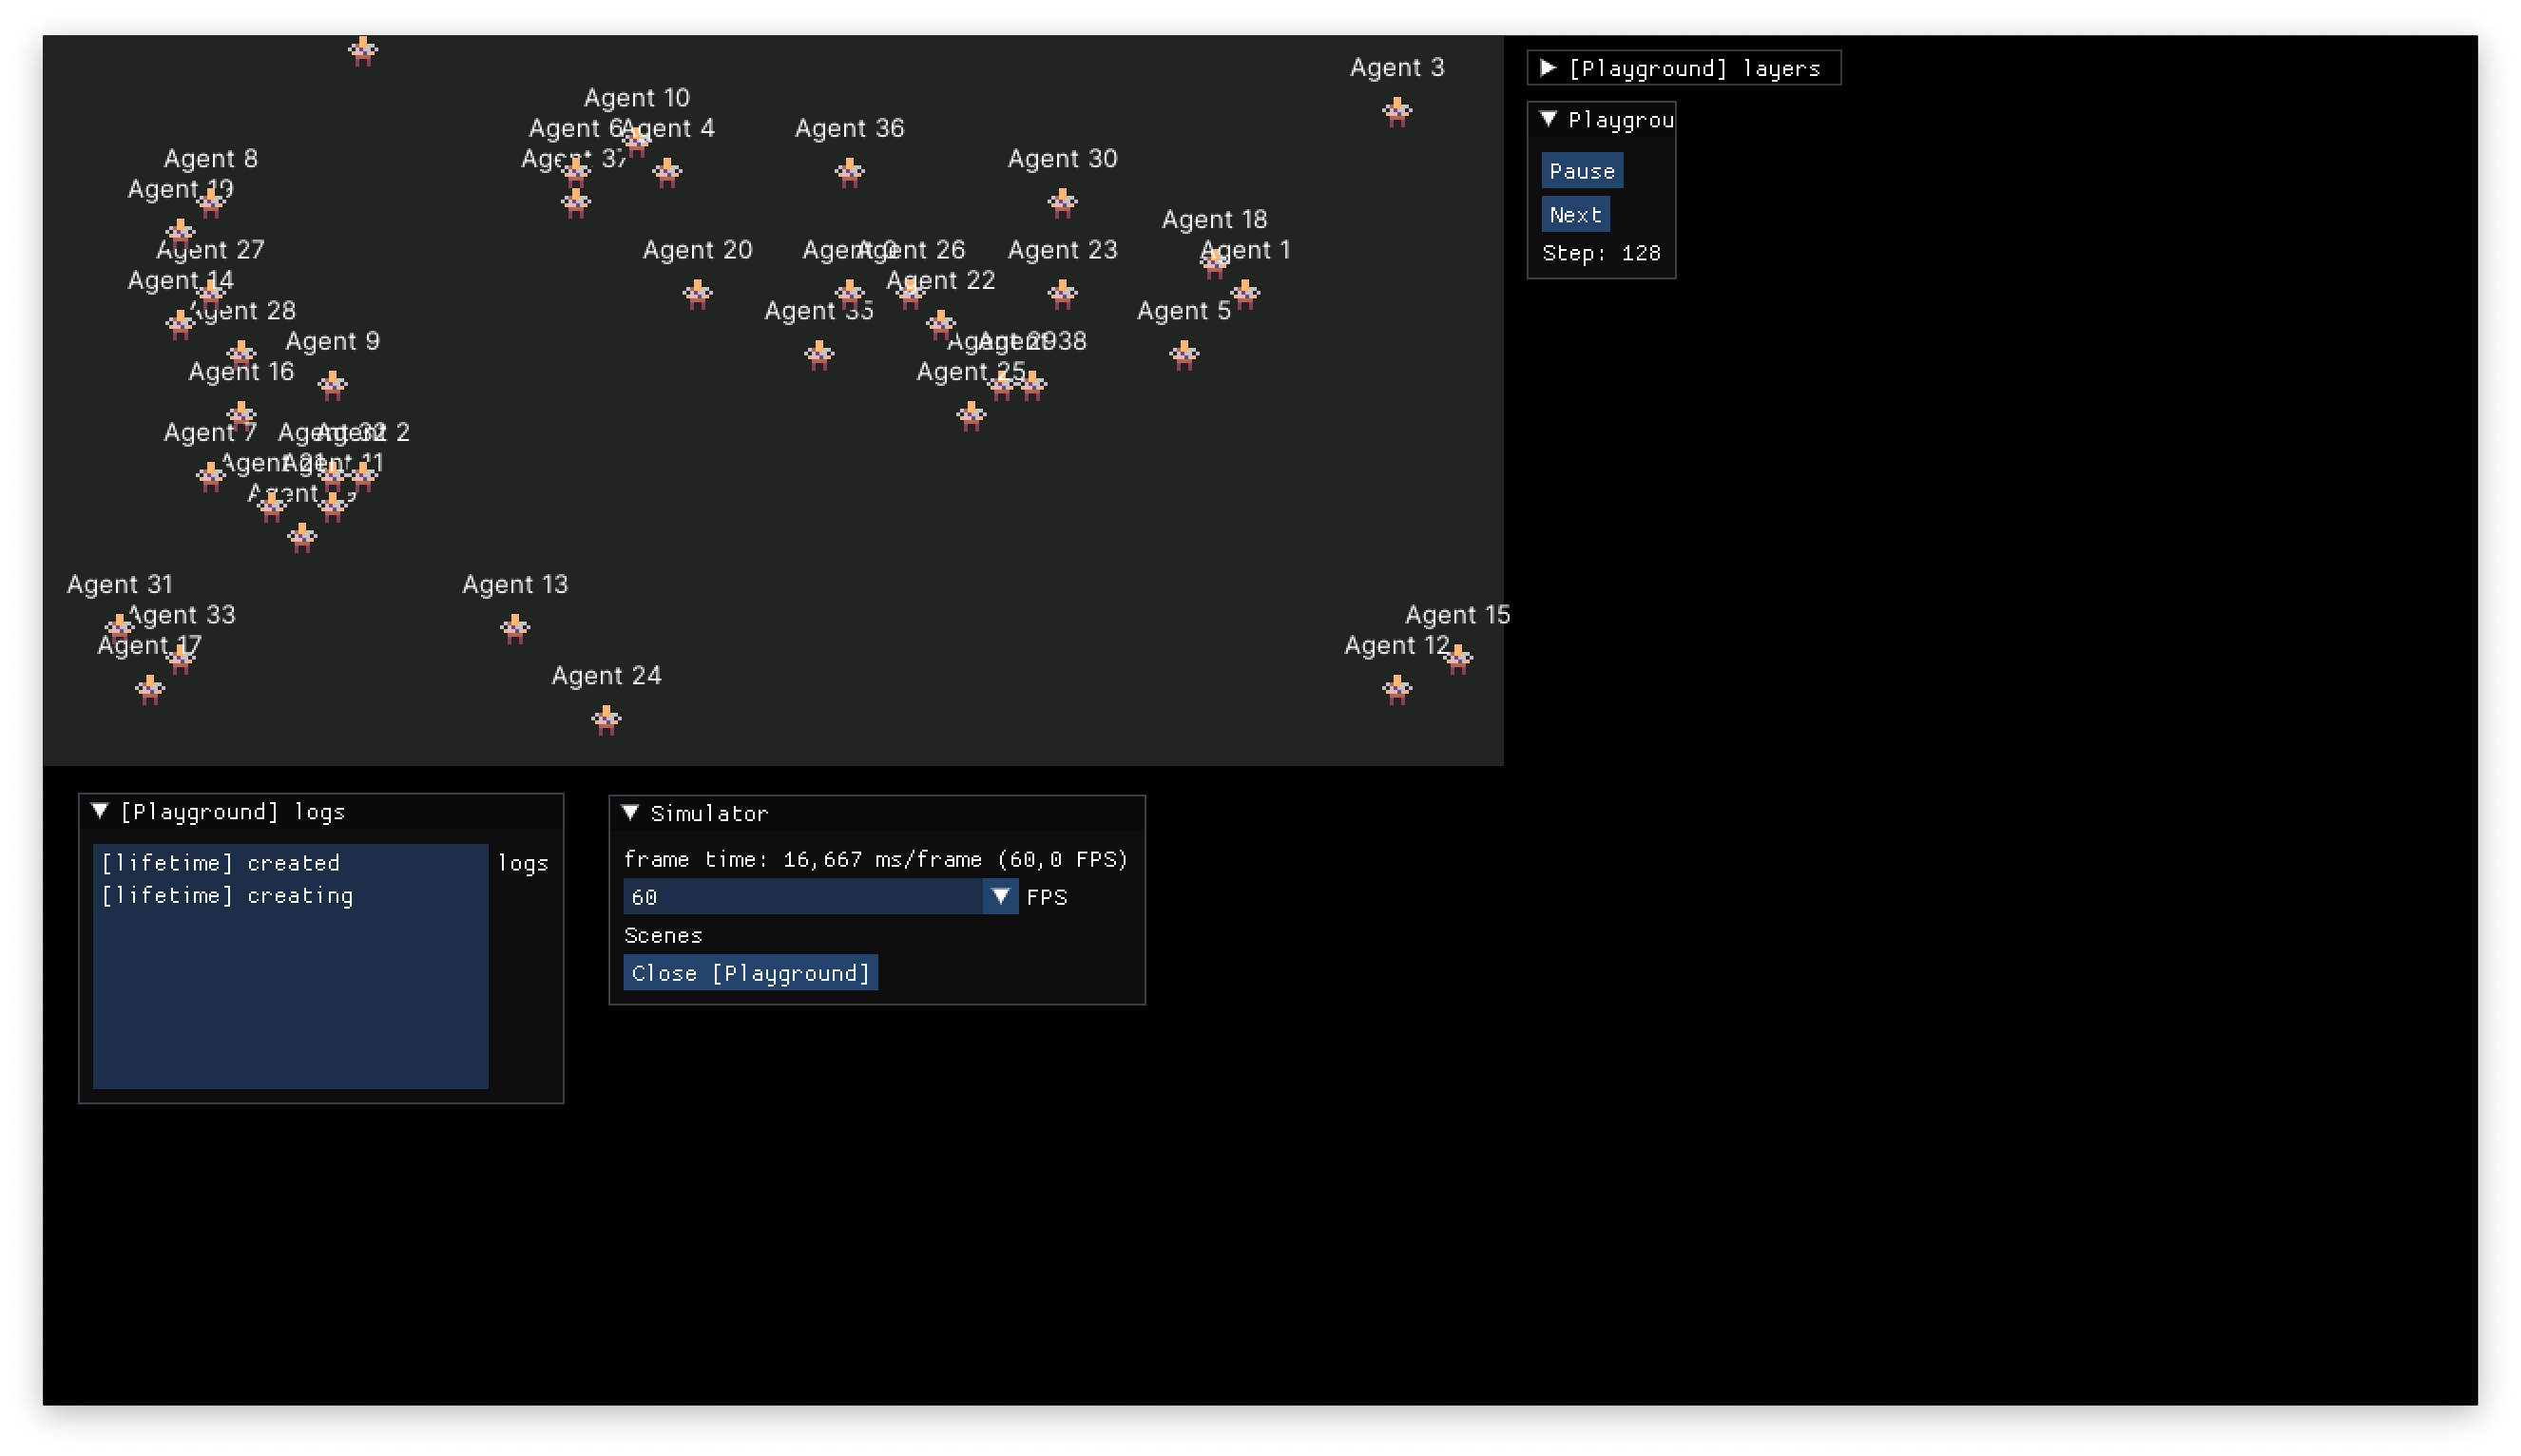 Agent 3
Agent 10
Agent 6
Agent 4
Agent 36
Agent 37
Agent 8
Agent 30
Agent 19
Agent 18
Agent 27
Agent 20
Agent
Agent 26
Agent 23
Agent 1
Agent 14
Agent 22
Agent 28
Agent 35
Agent 5
Agent 9
Agent
Agent 38
Agent 16
Agent 25
Agent 7
Agent 32
Agent 2
Agent 21
Agent 11
Agent
Agent 31
Agent 13
Agent 33
Agent 15
Agent 17
Agent 12
Agent 24
[Playground] layers
Playgrou
Pause
Next
Step: 128
[Playground] logs
[lifetime] created
logs
[lifetime] creating
Simulator
frame time: 16,667 ms/frame (60,0 FPS)
60
FPS
Scenes
Close [Playground]